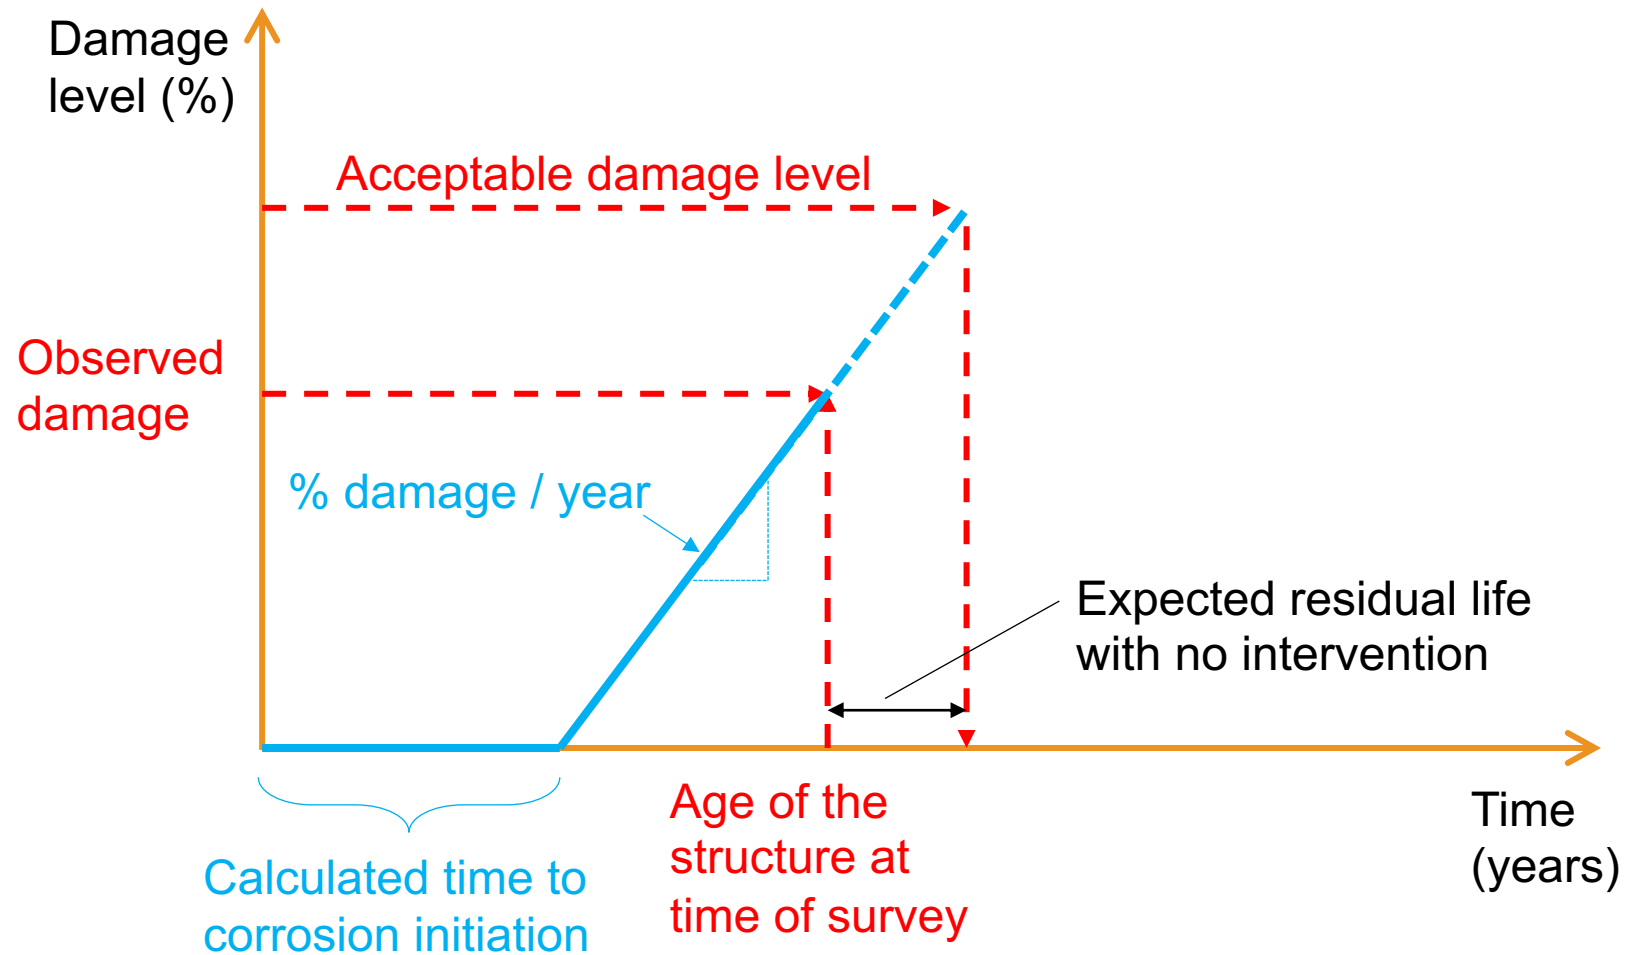 Damage
level (%)
Acceptable damage level
Observed
damage
% damage / year
Expected residual life
with no intervention
Age of the
structure at
time of survey
Time
(years)
Calculated time to
corrosion initiation